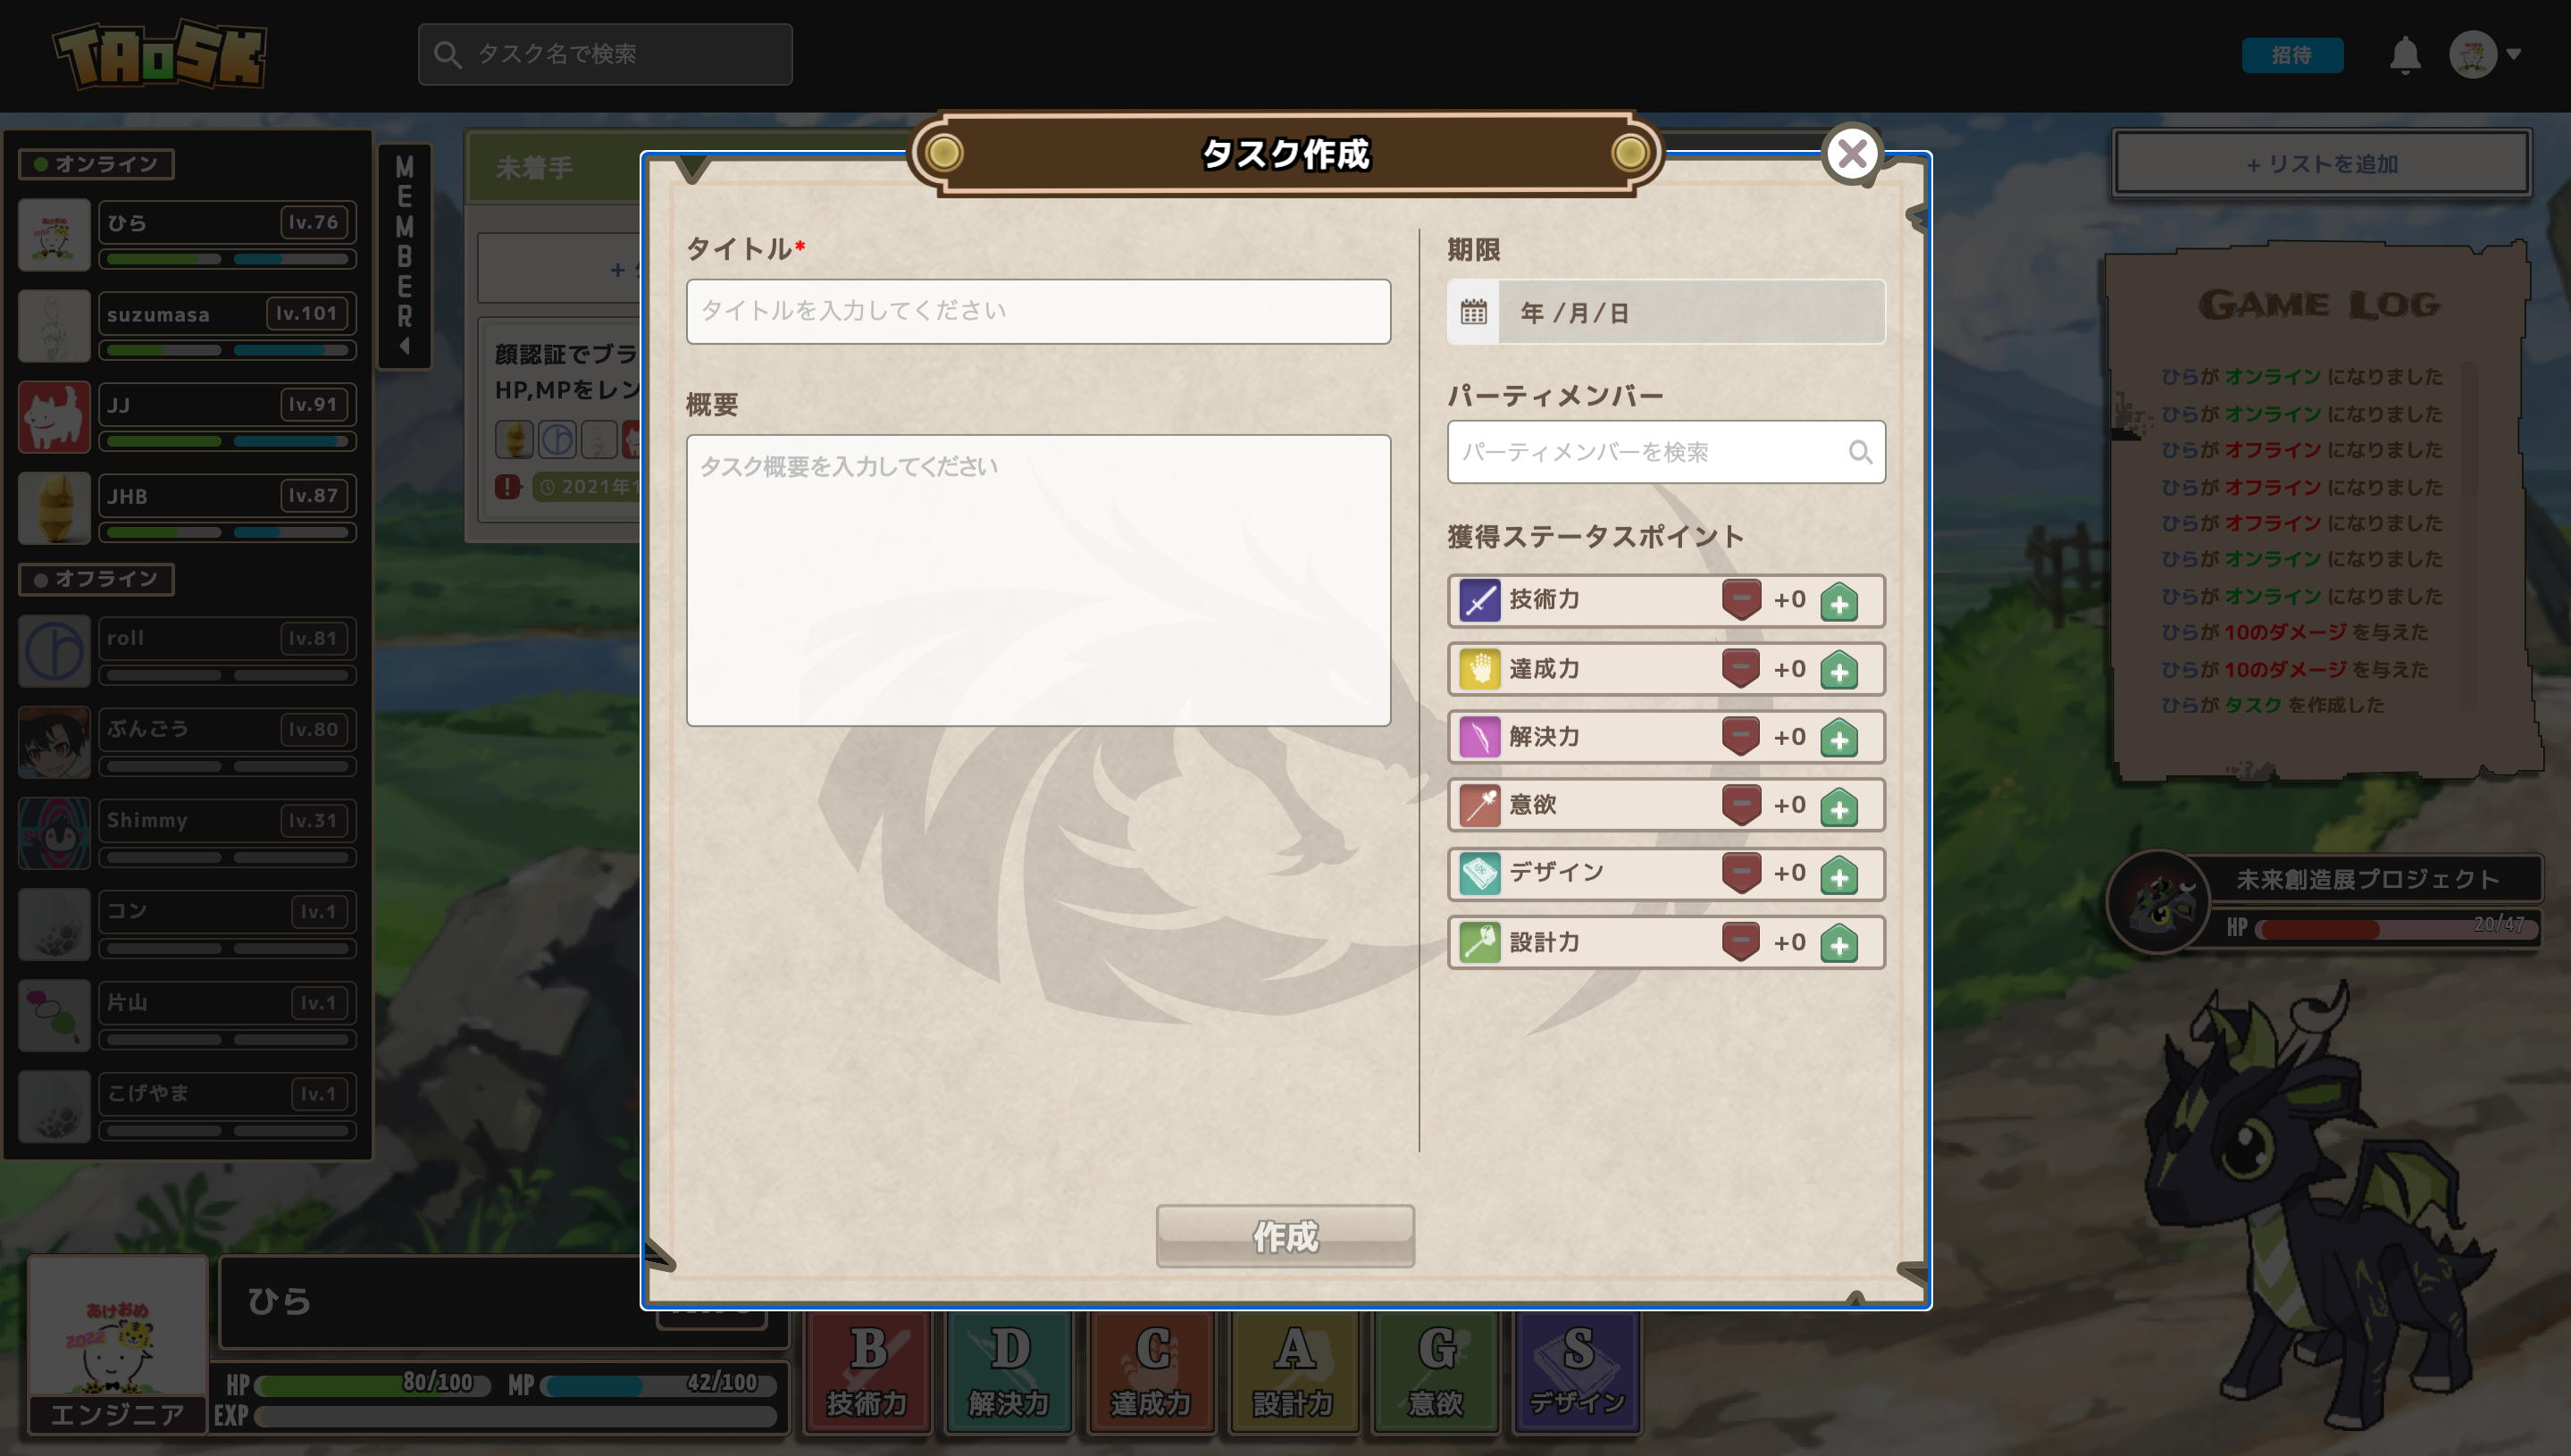 TAOSK
タスク名で検索
招待
オンライン
ひら lv.76
suzumasa lv.101
JJ lv.91
JHB lv.87
オフライン
roll lv.81
ぶんごう lv.80
Shimmy lv.31
コン lv.1
片山 lv.1
こげやま lv.1
MEMBER
未着手
+
顔認証でブラ
HP,MPをレン
2021年1
タスク作成
タイトル*
タイトルを入力してください
概要
タスク概要を入力してください
期限
年 /月/日
パーティメンバー
パーティメンバーを検索
獲得ステータスポイント
技術力 +0
達成力 +0
解決力 +0
意欲 +0
デザイン +0
設計力 +0
作成
+ リストを追加
GAME LOG
ひらが オンライン になりました
ひらが オンライン になりました
ひらが オフライン になりました
ひらが オフライン になりました
ひらが オフライン になりました
ひらが オンライン になりました
ひらが オンライン になりました
ひらが 10のダメージ を与えた
ひらが 10のダメージ を与えた
ひらが タスク を作成した
未来創造展プロジェクト
HP 20/47
あけおめ
2022
エンジニア
ひら
HP 80/100 MP 42/100
EXP
B 技術力
D 解決力
C 達成力
A 設計力
G 意欲
S デザイン